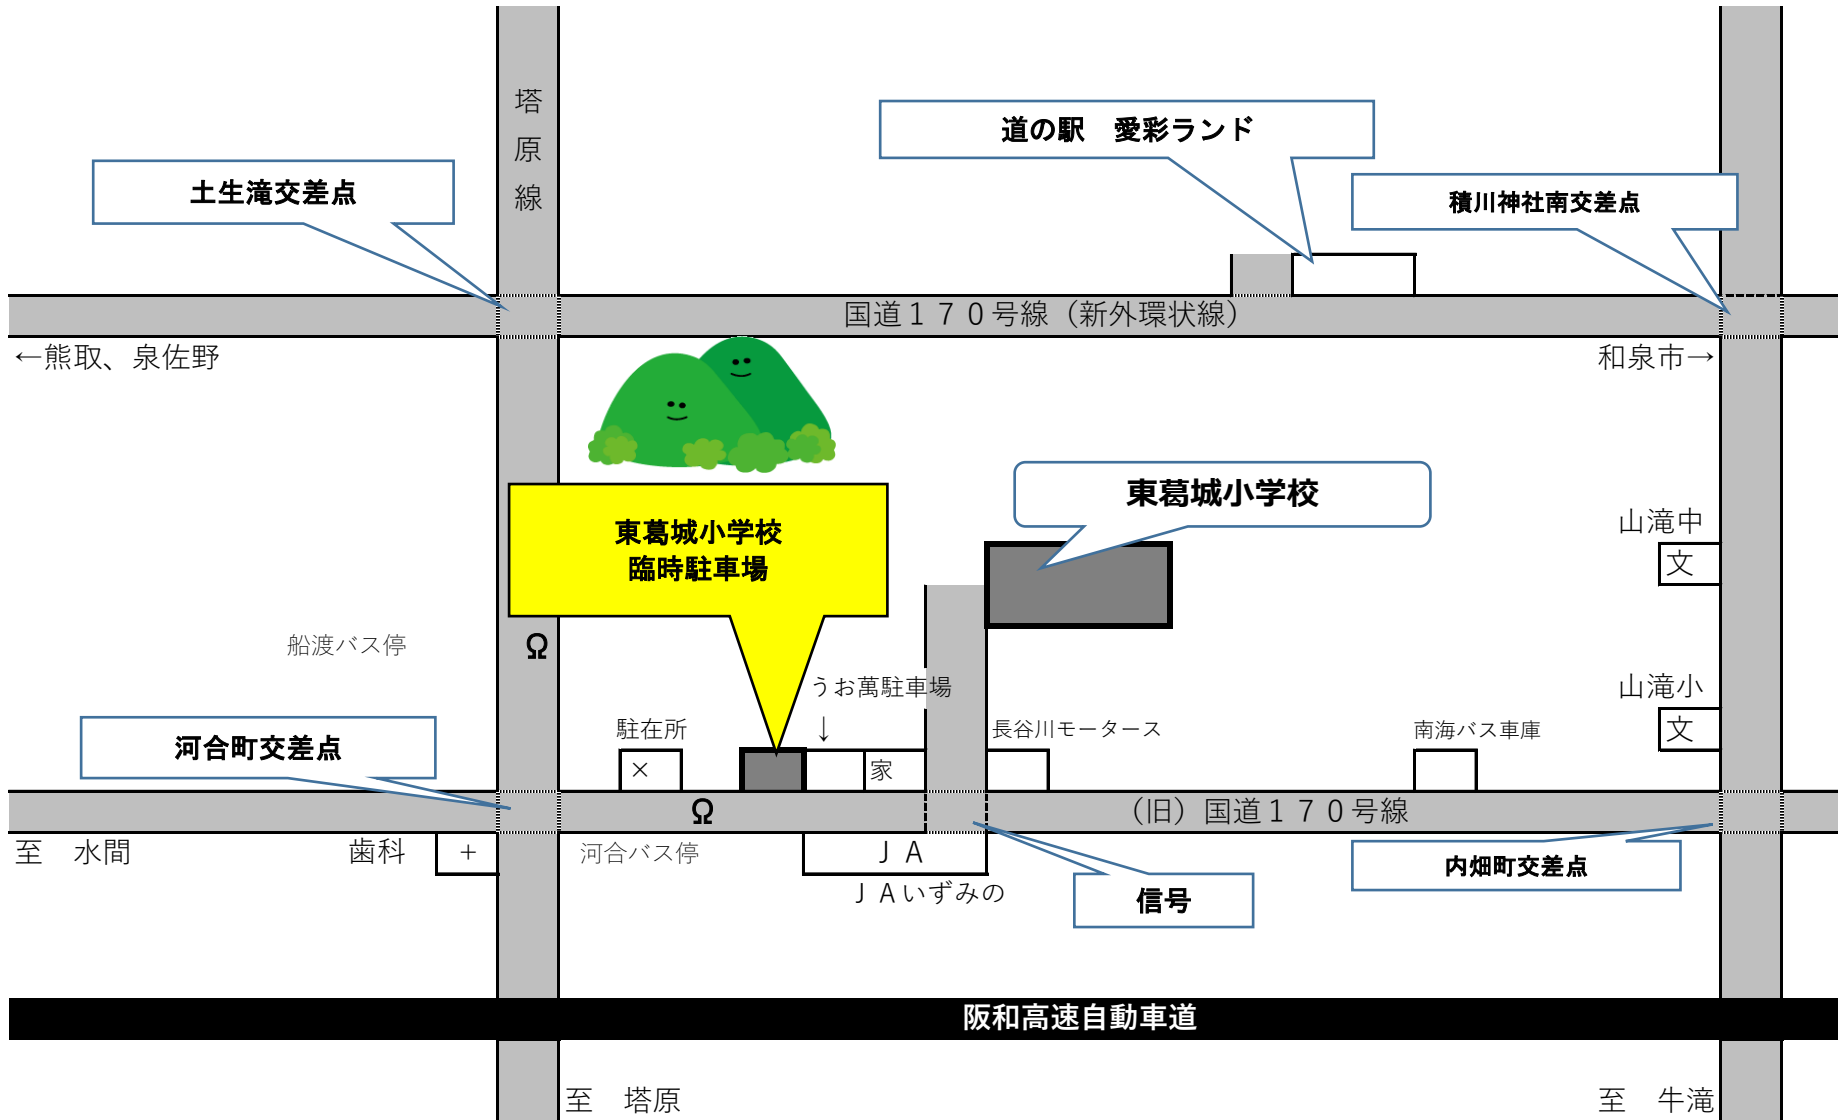 塔原線
道の駅　愛彩ランド
土生滝交差点
積川神社南交差点
国道１７０号線（新外環状線）
←熊取、泉佐野
和泉市→
東葛城小学校
東葛城小学校
臨時駐車場
山滝中
文
船渡バス停
Ω
うお萬駐車場
↓
山滝小
文
河合町交差点
駐在所
×
家
長谷川モータース
南海バス車庫
Ω
（旧）国道１７０号線
至　水間
歯科
+
河合バス停
ＪＡ
ＪＡいずみの
信号
内畑町交差点
阪和高速自動車道
至　塔原
至　牛滝